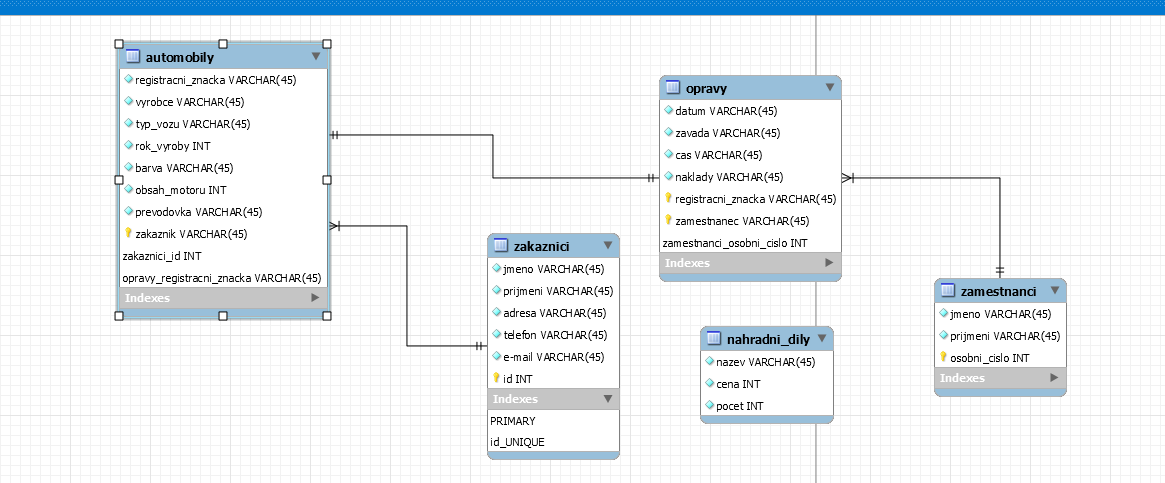 automobily
registracni_znacka VARCHAR(45)
vyrobce VARCHAR(45)
typ_vozu VARCHAR(45)
rok_vyroby INT
barva VARCHAR(45)
obsah_motoru INT
prevodovka VARCHAR(45)
zakaznik VARCHAR(45)
zakaznici_id INT
opravy_registracni_znacka VARCHAR(45)
Indexes
zakaznici
jmeno VARCHAR(45)
prijmeni VARCHAR(45)
adresa VARCHAR(45)
telefon VARCHAR(45)
e-mail VARCHAR(45)
id INT
Indexes
PRIMARY
id_UNIQUE
opravy
datum VARCHAR(45)
zavada VARCHAR(45)
cas VARCHAR(45)
naklady VARCHAR(45)
registracni_znacka VARCHAR(45)
zamestnanec VARCHAR(45)
zamestnanci_osobni_cislo INT
Indexes
nahradni_dily
nazev VARCHAR(45)
cena INT
pocet INT
zamestnanci
jmeno VARCHAR(45)
prijmeni VARCHAR(45)
osobni_cislo INT
Indexes